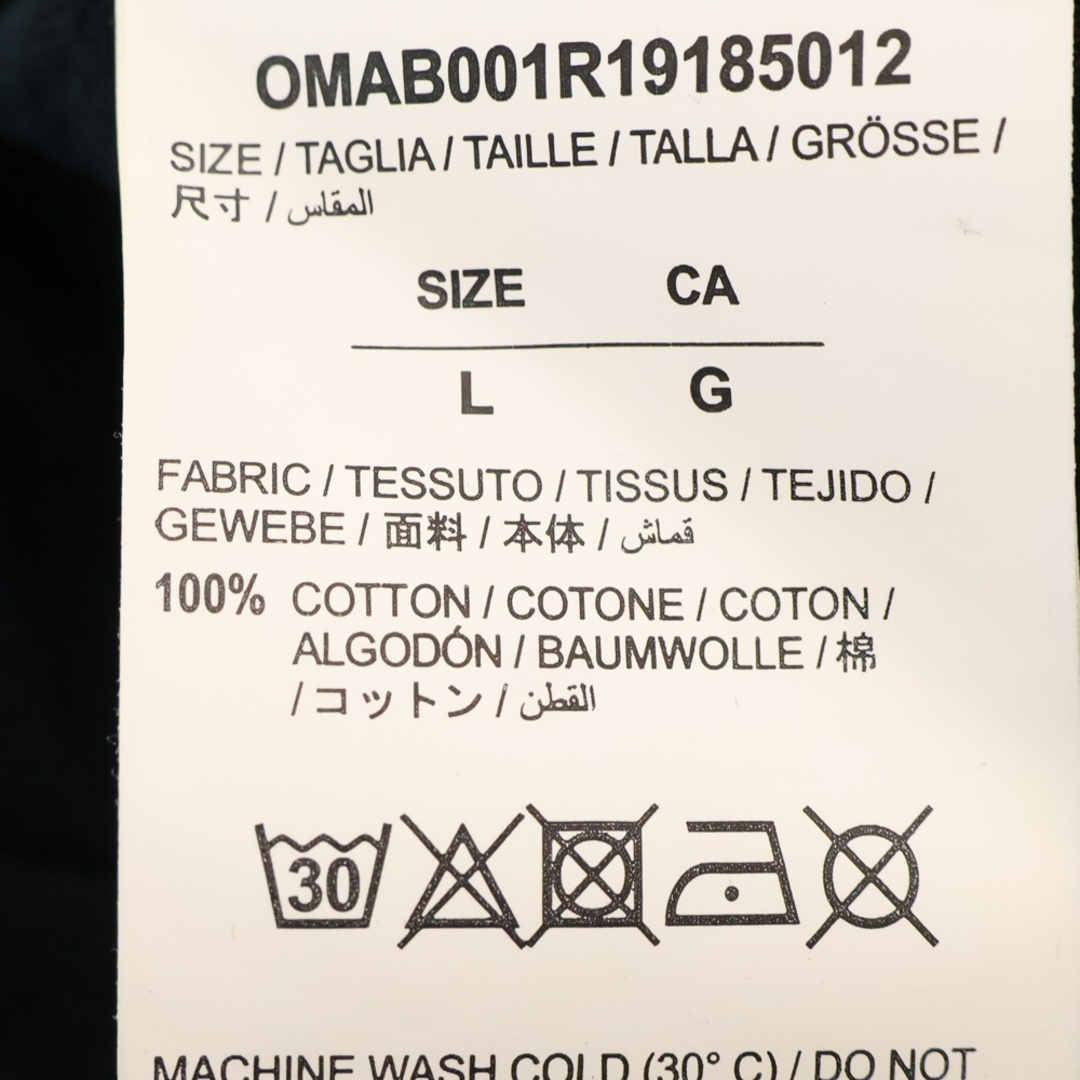 OMAB001R19185012
SIZE / TAGLIA / TAILLE / TALLA / GRÖSSE /
尺寸 / المقاس
SIZE CA
L G
FABRIC / TESSUTO / TISSUS / TEJIDO /
GEWEBE / 面料 / 本体 / قماش
100% COTTON / COTONE / COTON /
ALGODÓN / BAUMWOLLE / 棉
/ コットン / القطن
30
MACHINE WASH COLD (30° C) / DO NOT